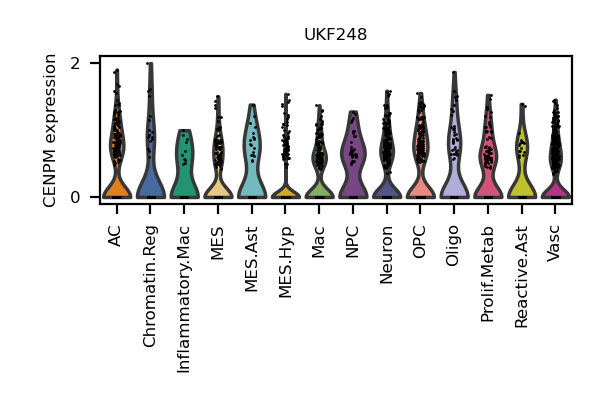 UKF248
CENPM expression
2
0
AC
Chromatin.Reg
Inflammatory.Mac
MES
MES.Ast
MES.Hyp
Mac
NPC
Neuron
OPC
Oligo
Prolif.Metab
Reactive.Ast
Vasc